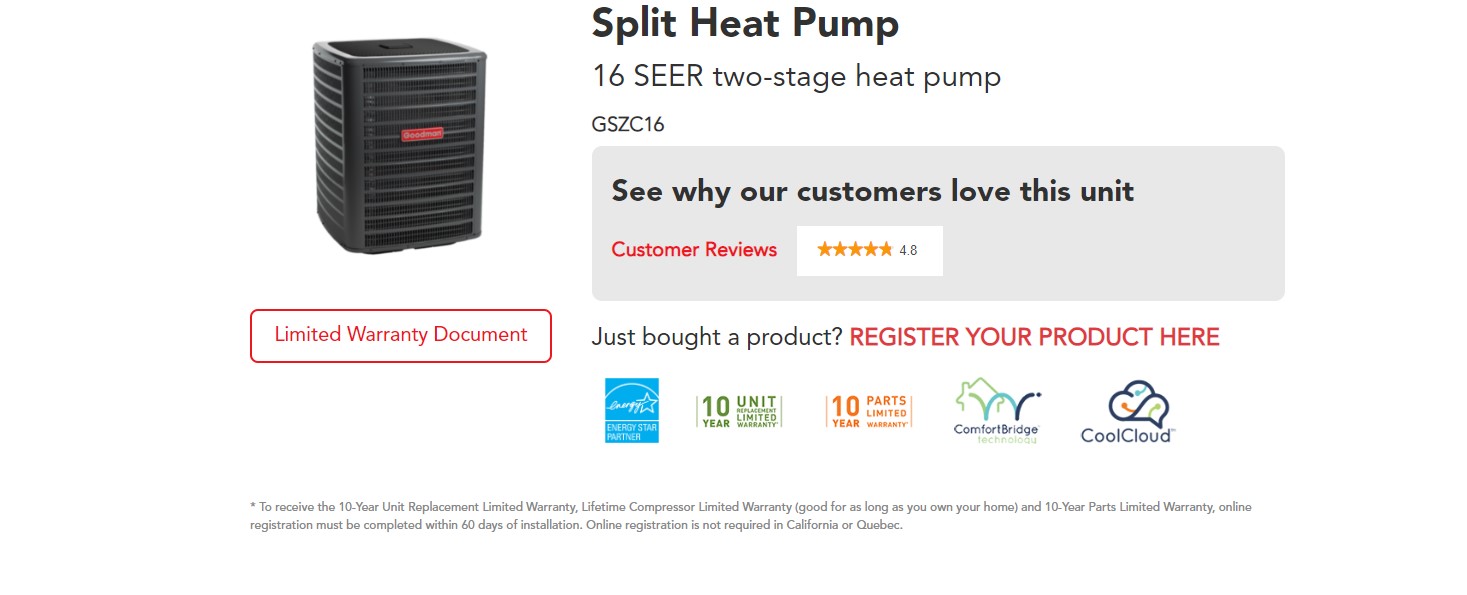 Split Heat Pump
16 SEER two-stage heat pump
GSZC16
Goodman
See why our customers love this unit
Customer Reviews
4.8
Limited Warranty Document
Just bought a product? REGISTER YOUR PRODUCT HERE
energy
ENERGY STAR
PARTNER
10 YEAR UNIT REPLACEMENT LIMITED WARRANTY*
10 YEAR PARTS LIMITED WARRANTY*
ComfortBridge™
technology
CoolCloud™
* To receive the 10-Year Unit Replacement Limited Warranty, Lifetime Compressor Limited Warranty (good for as long as you own your home) and 10-Year Parts Limited Warranty, online
registration must be completed within 60 days of installation. Online registration is not required in California or Quebec.